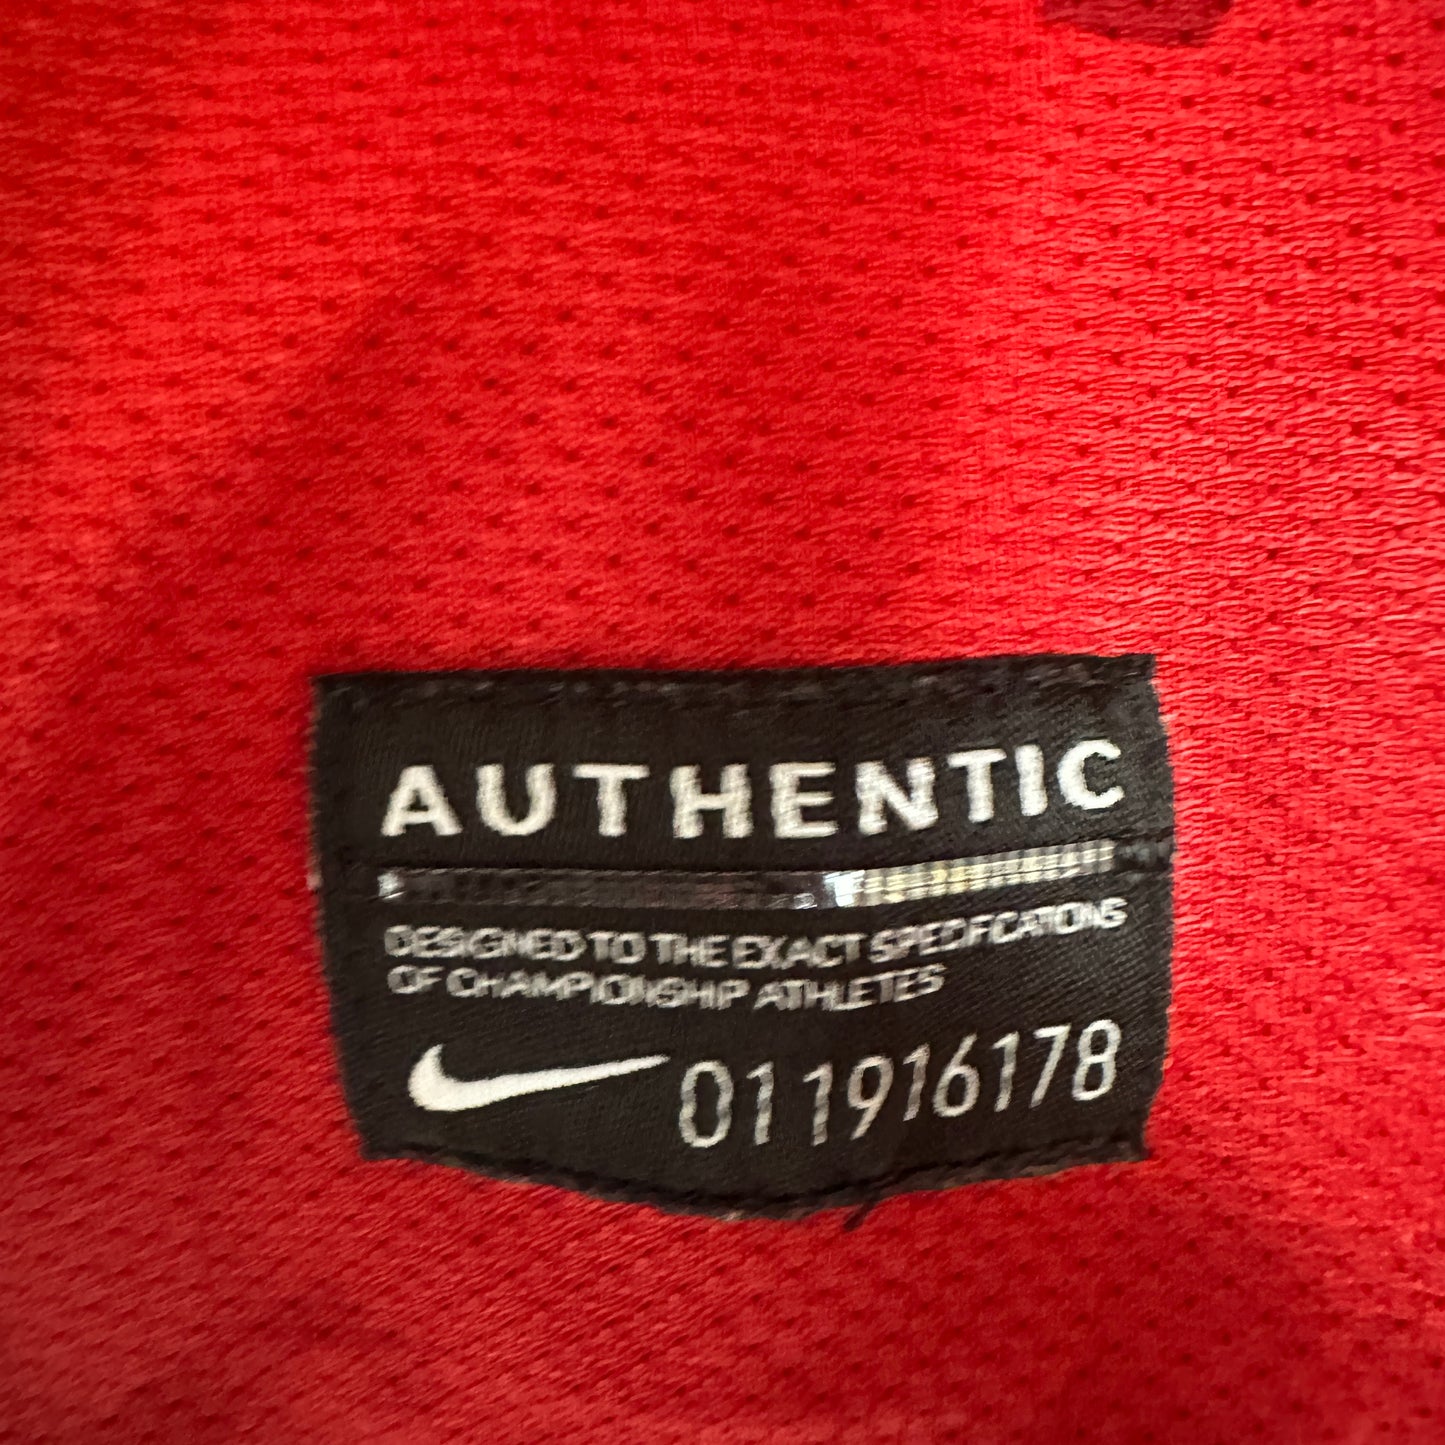 AUTHENTIC
DESIGNED TO THE EXACT SPECIFICATIONS
OF CHAMPIONSHIP ATHLETES
011916178